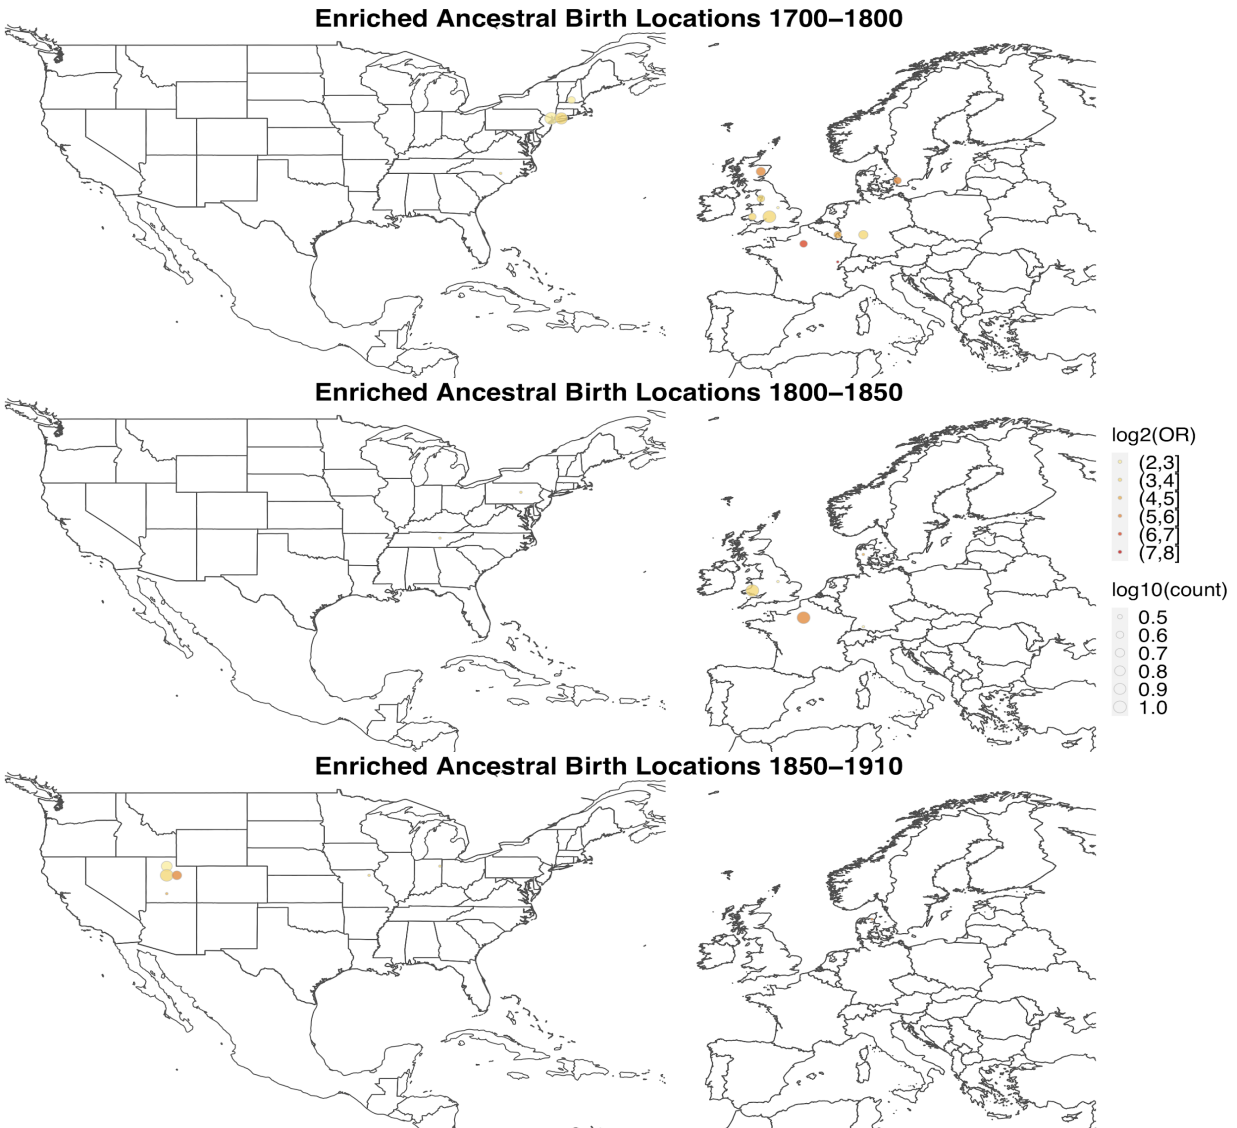 Enriched Ancestral Birth Locations 1700–1800
Enriched Ancestral Birth Locations 1800–1850
log2(OR)
(2,3]
(3,4]
(4,5]
(5,6]
(6,7]
(7,8]
log10(count)
0.5
0.6
0.7
0.8
0.9
1.0
Enriched Ancestral Birth Locations 1850–1910